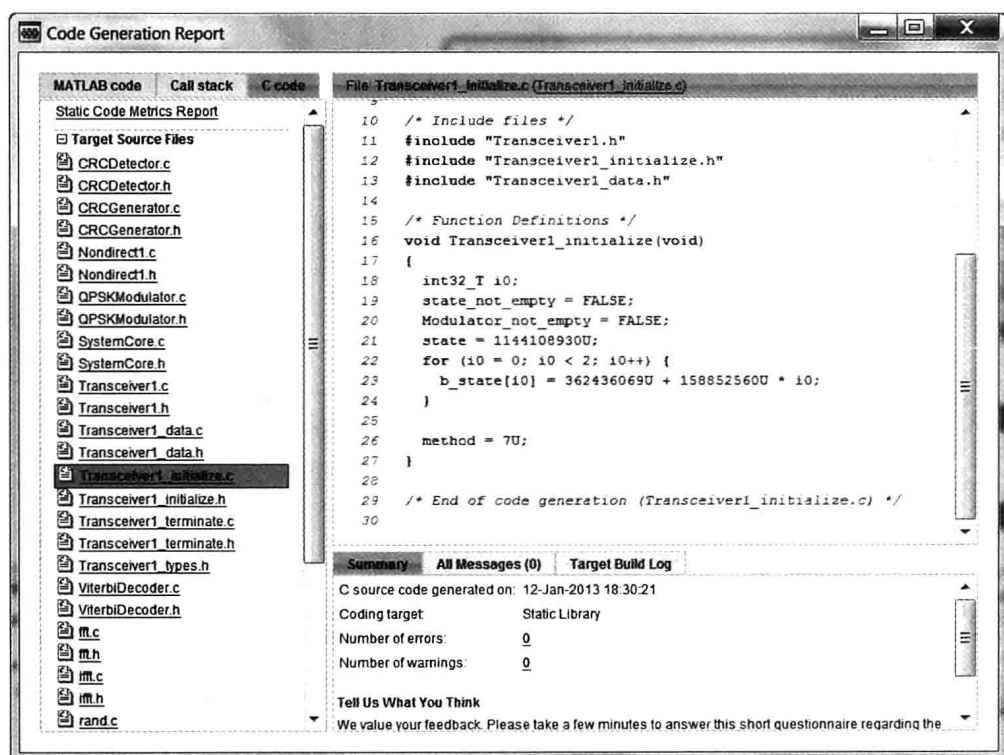 Code Generation Report
MATLAB code Call stack C code
Static Code Metrics Report
Target Source Files
CRCDetector.c
CRCDetector.h
CRCGenerator.c
CRCGenerator.h
Nondirect1.c
Nondirect1.h
QPSKModulator.c
QPSKModulator.h
SystemCore.c
SystemCore.h
Transceiver1.c
Transceiver1.h
Transceiver1_data.c
Transceiver1_data.h
Transceiver1_initialize.c
Transceiver1_initialize.h
Transceiver1_terminate.c
Transceiver1_terminate.h
Transceiver1_types.h
ViterbiDecoder.c
ViterbiDecoder.h
fft.c
fft.h
ifft.c
ifft.h
rand.c
File Transceiver1_initialize.c (Transceiver1_initialize.c)
10 /* Include files */
11 #include "Transceiver1.h"
12 #include "Transceiver1_initialize.h"
13 #include "Transceiver1_data.h"
14
15 /* Function Definitions */
16 void Transceiver1_initialize(void)
17 {
18 int32_T i0;
19 state_not_empty = FALSE;
20 Modulator_not_empty = FALSE;
21 state = 1144108930U;
22 for (i0 = 0; i0 < 2; i0++) {
23 b_state[i0] = 362436069U + 158852560U * i0;
24 }
25
26 method = 7U;
27 }
28
29 /* End of code generation (Transceiver1_initialize.c) */
30
Summary All Messages (0) Target Build Log
C source code generated on: 12-Jan-2013 18:30:21
Coding target: Static Library
Number of errors: 0
Number of warnings: 0
Tell Us What You Think
We value your feedback. Please take a few minutes to answer this short questionnaire regarding the